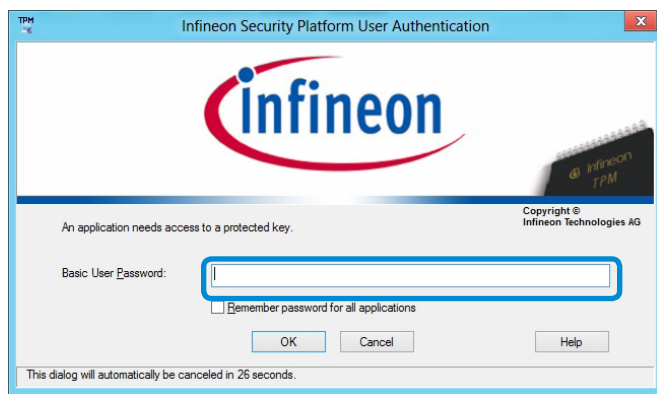 TPM
Infineon Security Platform User Authentication
x
infineon
infineon
TPM
Copyright ©
Infineon Technologies AG
An application needs access to a protected key.
Basic User Password:
Remember password for all applications
OK Cancel Help
This dialog will automatically be canceled in 26 seconds.